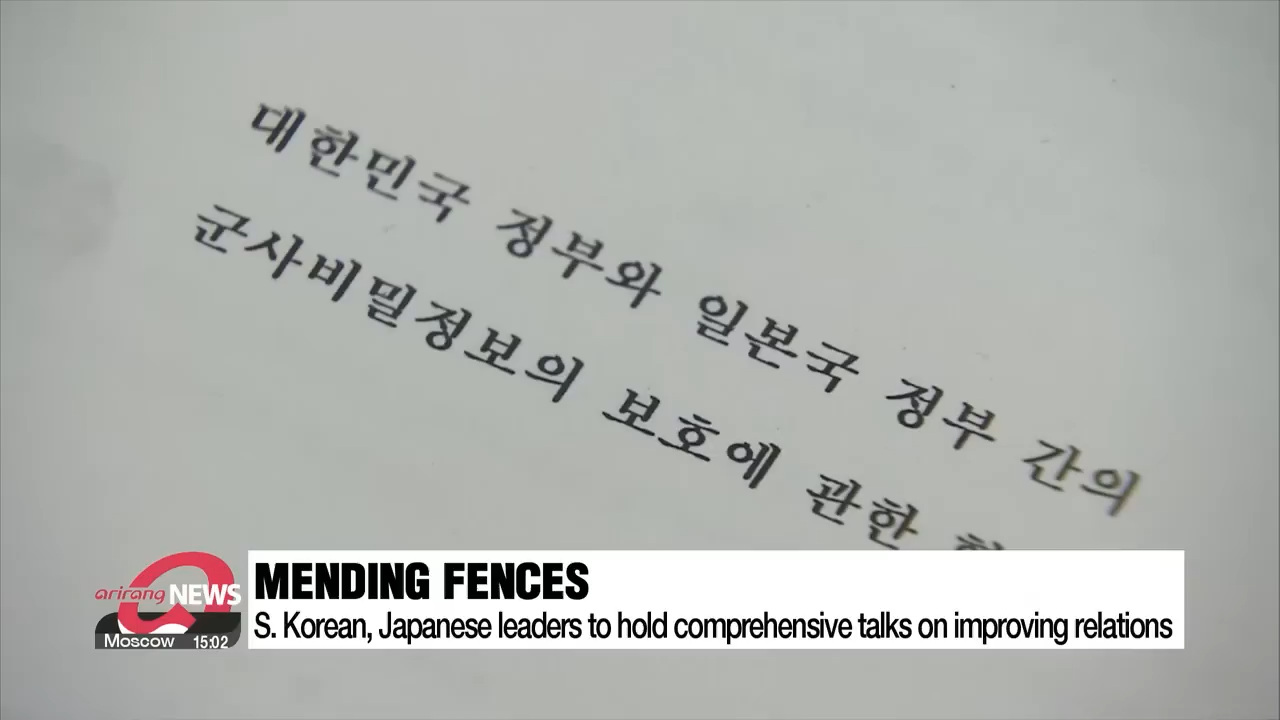 대한민국 정부와 일본국 정부 간의
군사비밀정보의 보호에 관한
arirang NEWS
Moscow 15:02
MENDING FENCES
S. Korean, Japanese leaders to hold comprehensive talks on improving relations